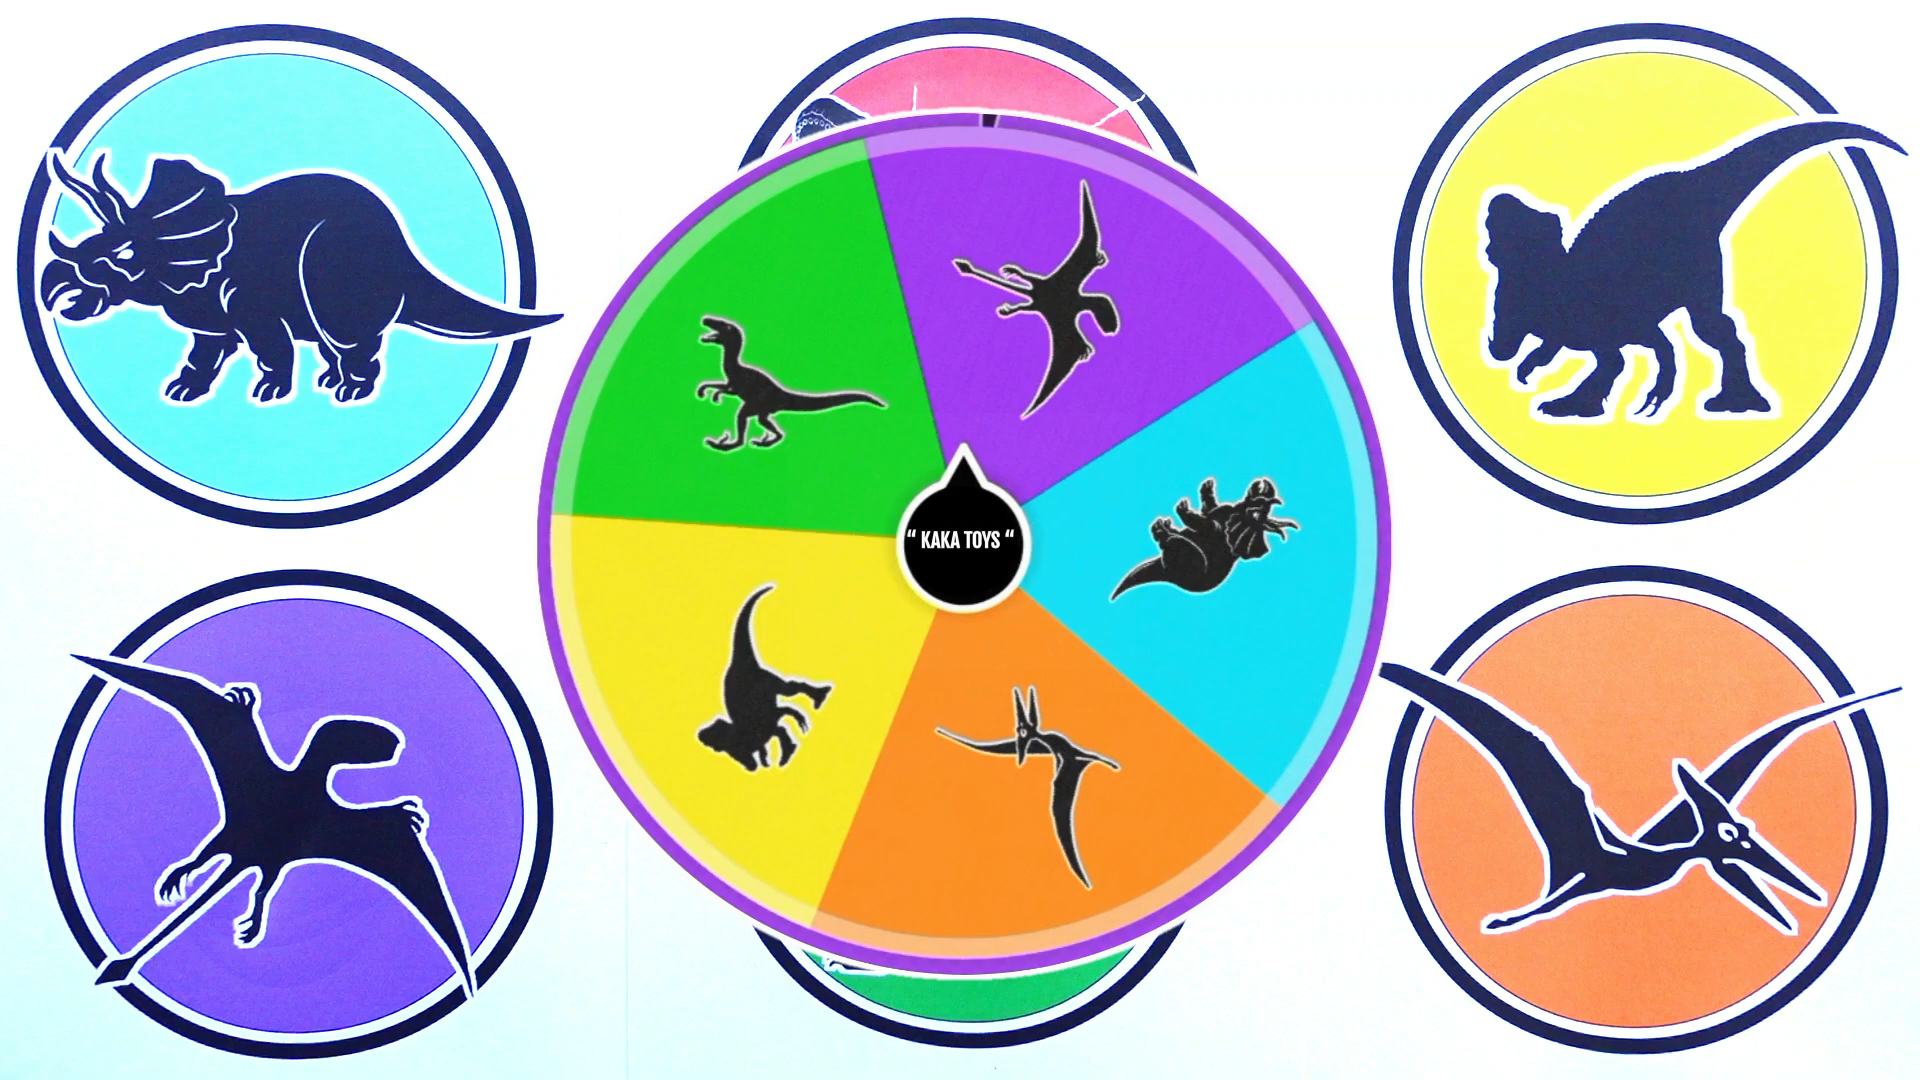 “ KAKA TOYS “